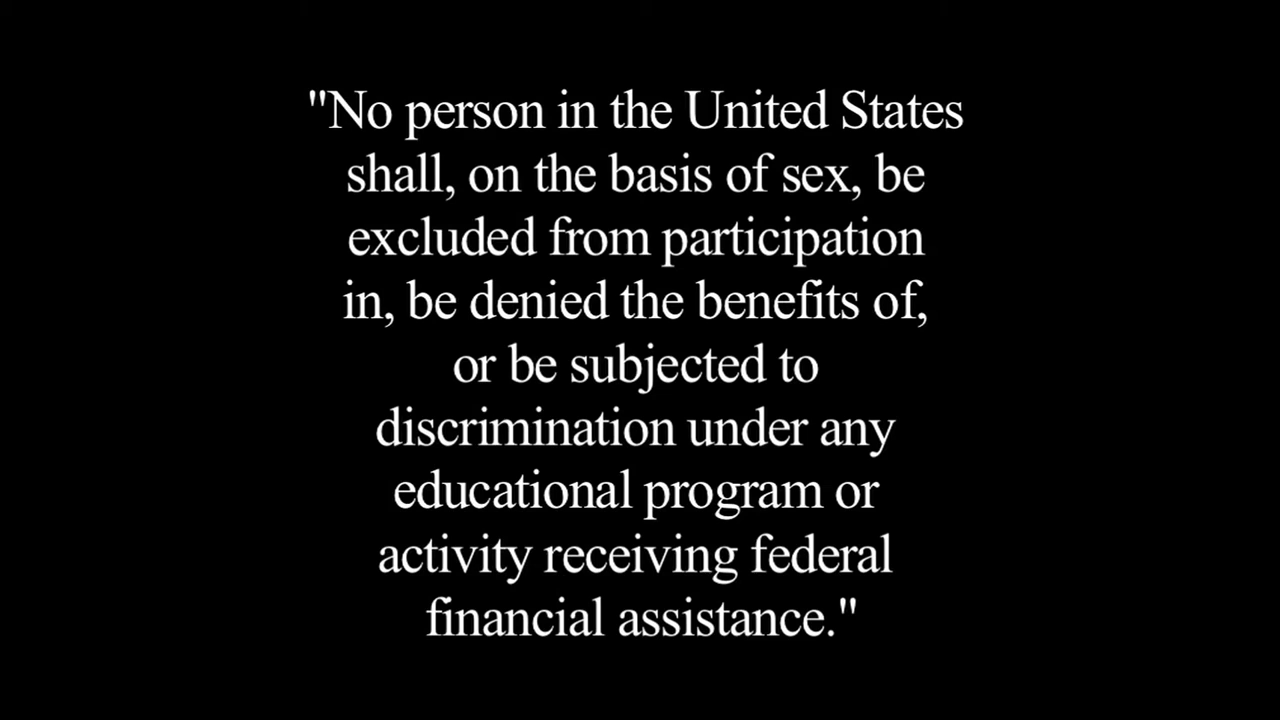 "No person in the United States
shall, on the basis of sex, be
excluded from participation
in, be denied the benefits of,
or be subjected to
discrimination under any
educational program or
activity receiving federal
financial assistance."